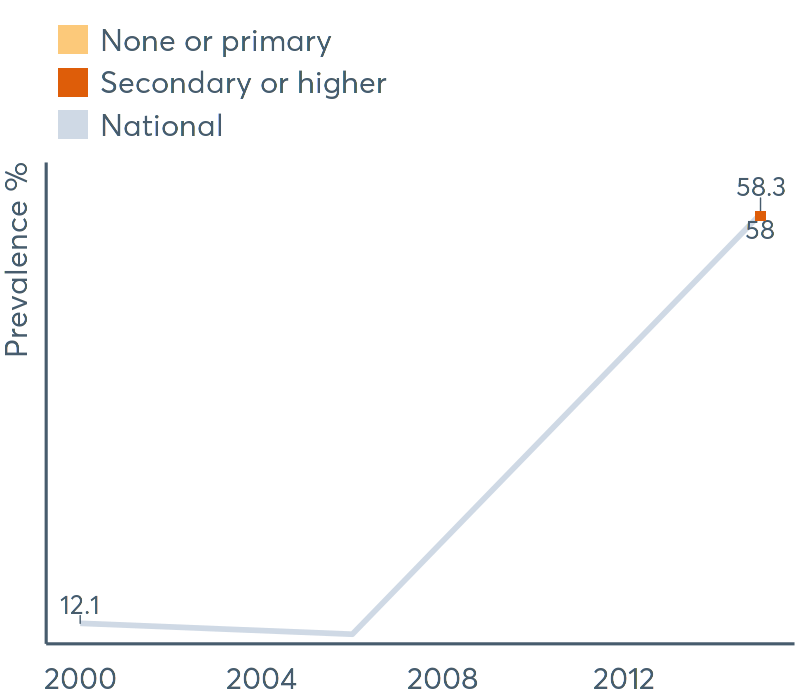 None or primary
Secondary or higher
National
Prevalence %
58.3
58
12.1
2000 2004 2008 2012